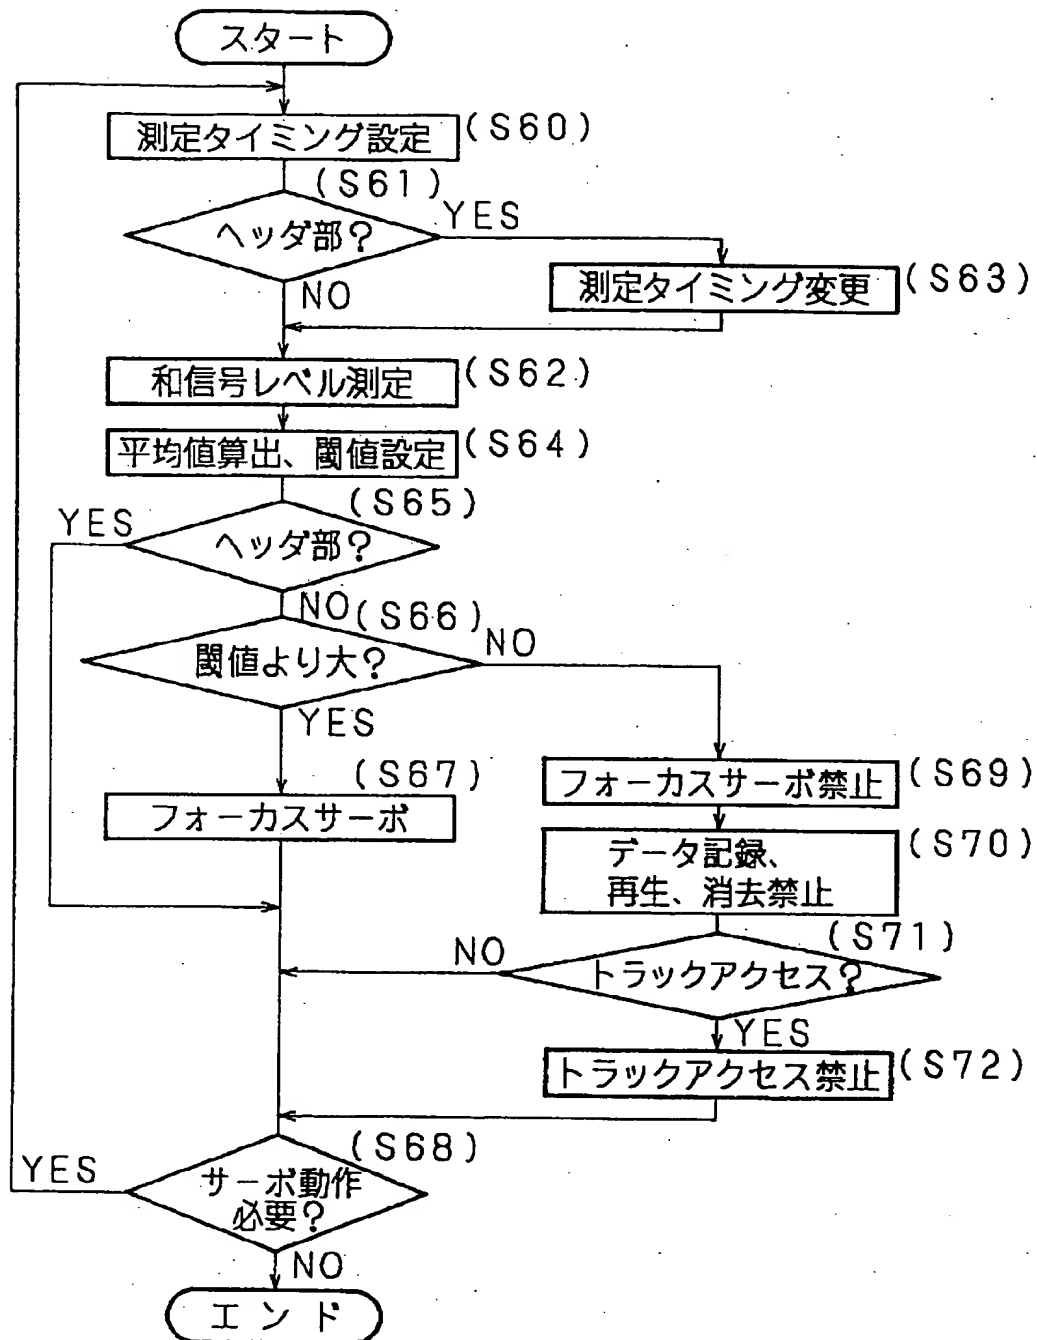 スタート
測定タイミング設定 (S60)
(S61)
ヘッダ部?
YES
測定タイミング変更 (S63)
NO
和信号レベル測定 (S62)
平均値算出、閾値設定 (S64)
(S65)
YES
ヘッダ部?
NO
(S66)
閾値より大?
NO
YES
(S67)
フォーカスサーボ
フォーカスサーボ禁止 (S69)
データ記録、
再生、消去禁止
(S70)
(S71)
NO
トラックアクセス?
YES
トラックアクセス禁止 (S72)
(S68)
YES
サーボ動作
必要?
NO
エンド